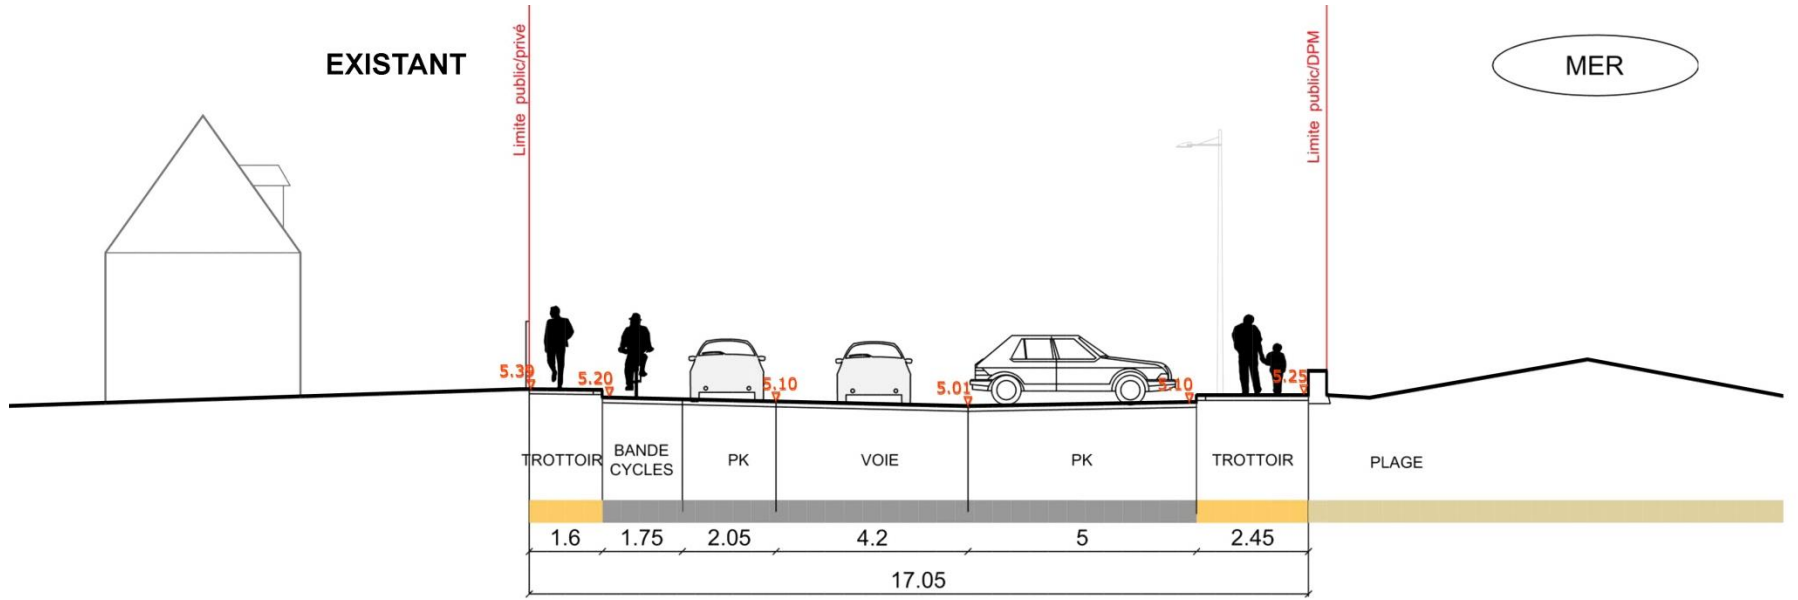 EXISTANT
Limite public/privé
Limite public/DPM
MER
5.39
5.20
5.10
5.01
5.10
5.25
TROTTOIR
BANDE
CYCLES
PK
VOIE
PK
TROTTOIR
PLAGE
1.6
1.75
2.05
4.2
5
2.45
17.05